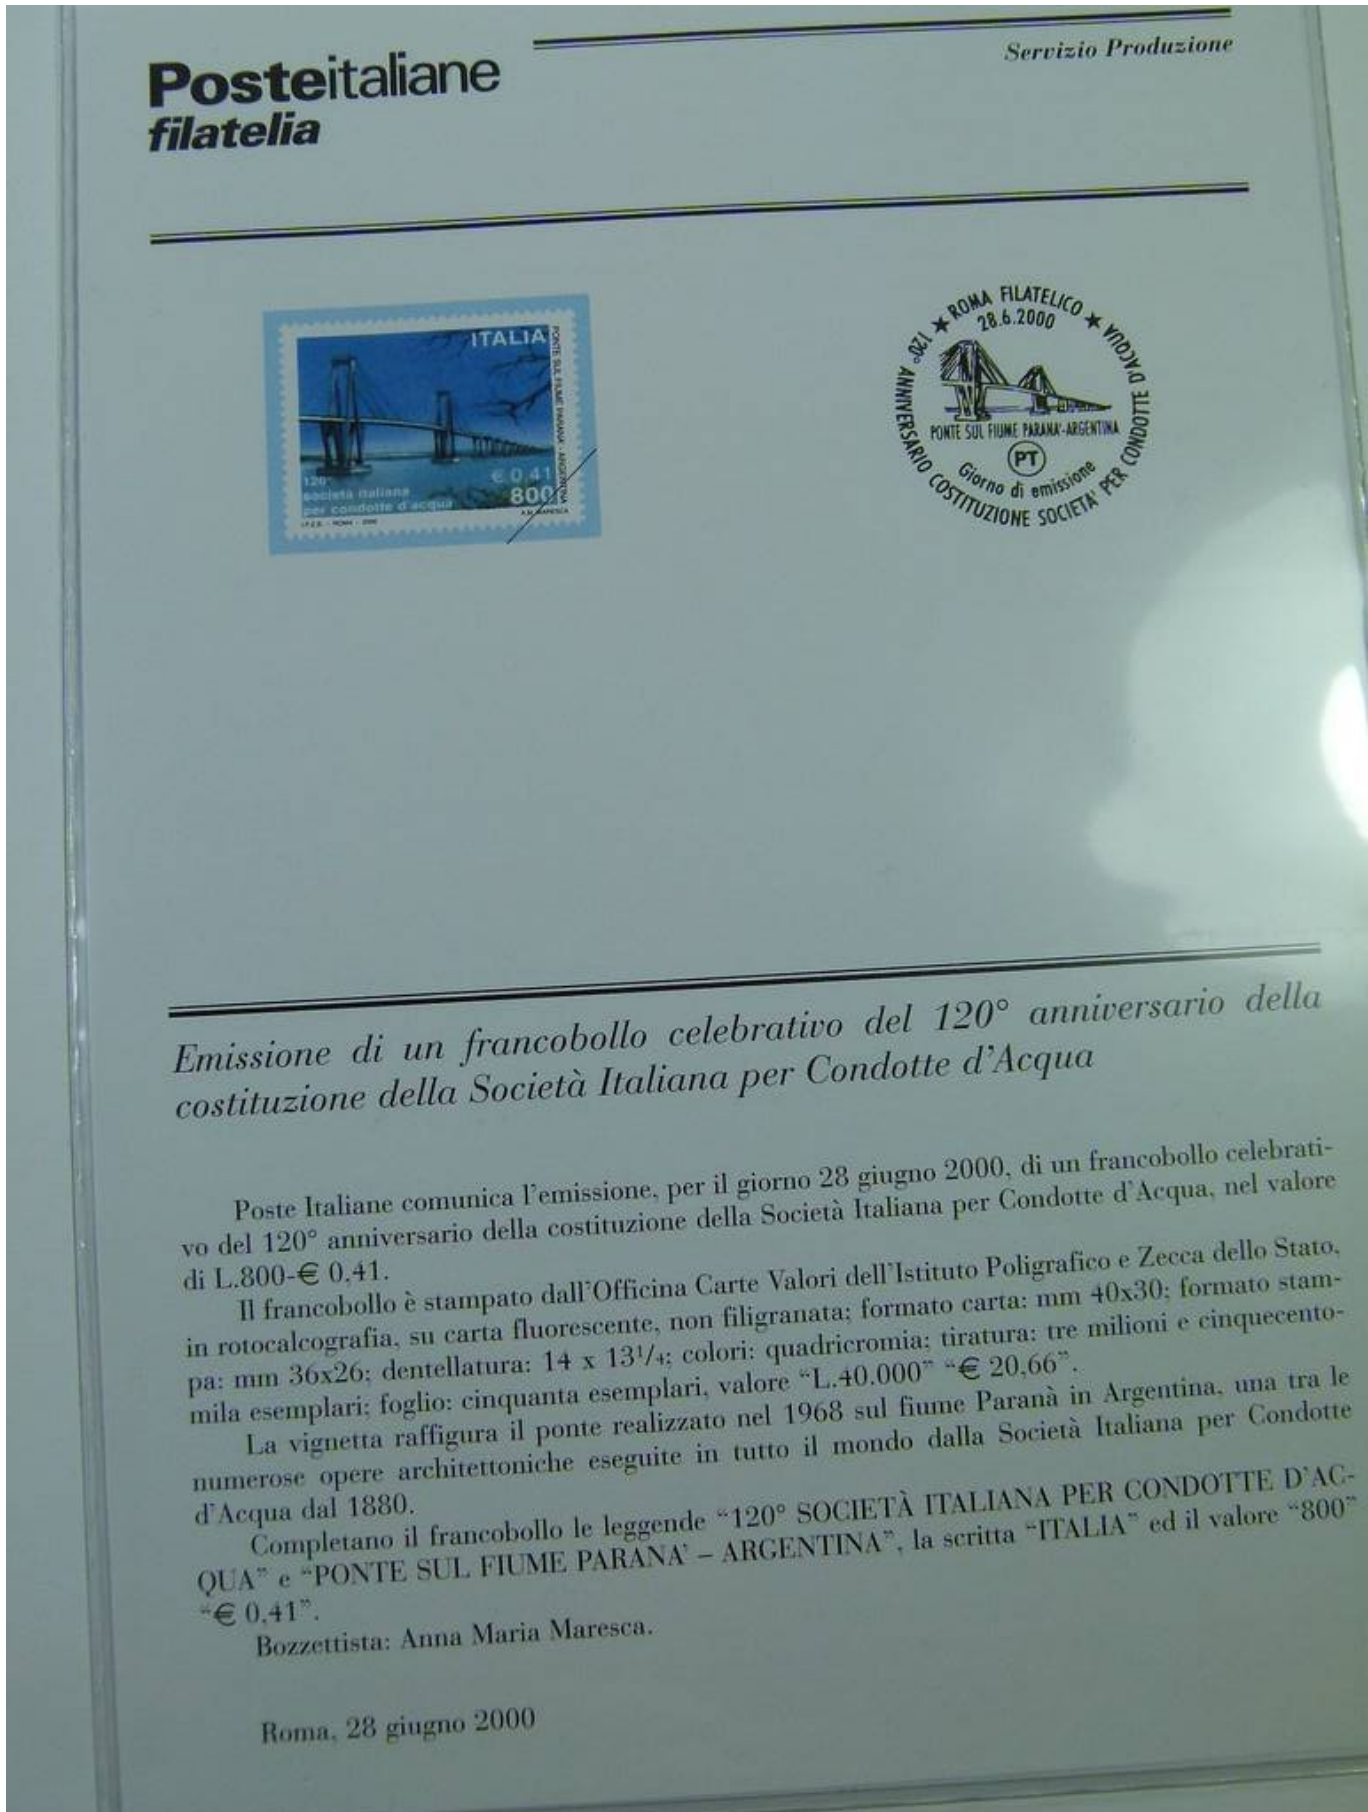 Posteitaliane
filatelia
Servizio Produzione
ITALIA
PONTE SUL FIUME PARANA' - ARGENTINA
€ 0,41
800
120°
società italiana
per condotte d'acqua
I.P.Z.S. - ROMA - 2000
A.M. MARESCA
★ ROMA FILATELICO ★
28.6.2000
PONTE SUL FIUME PARANA'-ARGENTINA
PT
Giorno di emissione
120° ANNIVERSARIO COSTITUZIONE SOCIETA' PER CONDOTTE D'ACQUA
Emissione di un francobollo celebrativo del 120° anniversario della
costituzione della Società Italiana per Condotte d'Acqua
Poste Italiane comunica l'emissione, per il giorno 28 giugno 2000, di un francobollo celebrati-
vo del 120° anniversario della costituzione della Società Italiana per Condotte d'Acqua, nel valore
di L.800-€ 0,41.
Il francobollo è stampato dall'Officina Carte Valori dell'Istituto Poligrafico e Zecca dello Stato,
in rotocalcografia, su carta fluorescente, non filigranata; formato carta: mm 40x30; formato stam-
pa: mm 36x26; dentellatura: 14 x 13¹/₄; colori: quadricromia; tiratura: tre milioni e cinquecento-
mila esemplari; foglio: cinquanta esemplari, valore “L.40.000” “€ 20,66”.
La vignetta raffigura il ponte realizzato nel 1968 sul fiume Paranà in Argentina, una tra le
numerose opere architettoniche eseguite in tutto il mondo dalla Società Italiana per Condotte
d'Acqua dal 1880.
Completano il francobollo le leggende “120° SOCIETÀ ITALIANA PER CONDOTTE D'AC-
QUA” e “PONTE SUL FIUME PARANA' – ARGENTINA”, la scritta “ITALIA” ed il valore “800”
“€ 0,41”.
Bozzettista: Anna Maria Maresca.
Roma, 28 giugno 2000